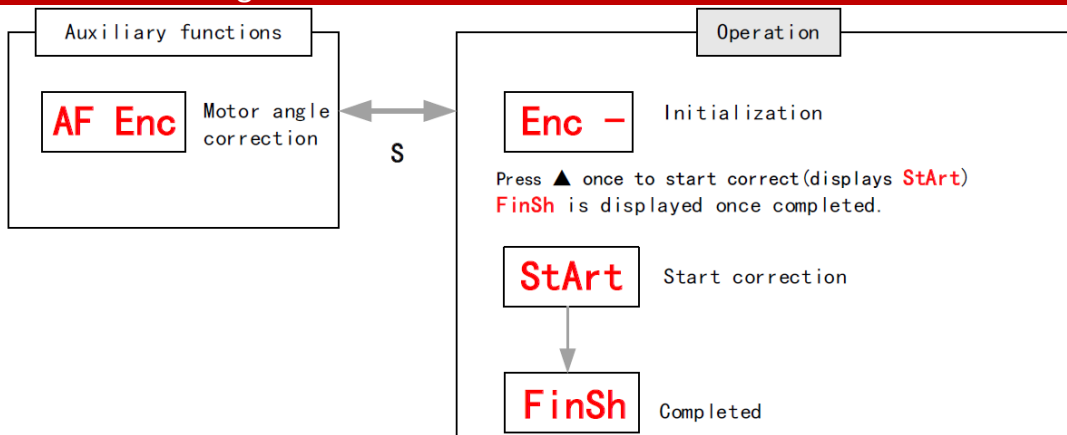 Auxiliary functions
AF Enc
Motor angle
correction
S
Operation
Enc -
Initialization
Press ▲ once to start correct(displays StArt)
FinSh is displayed once completed.
StArt
Start correction
FinSh
Completed